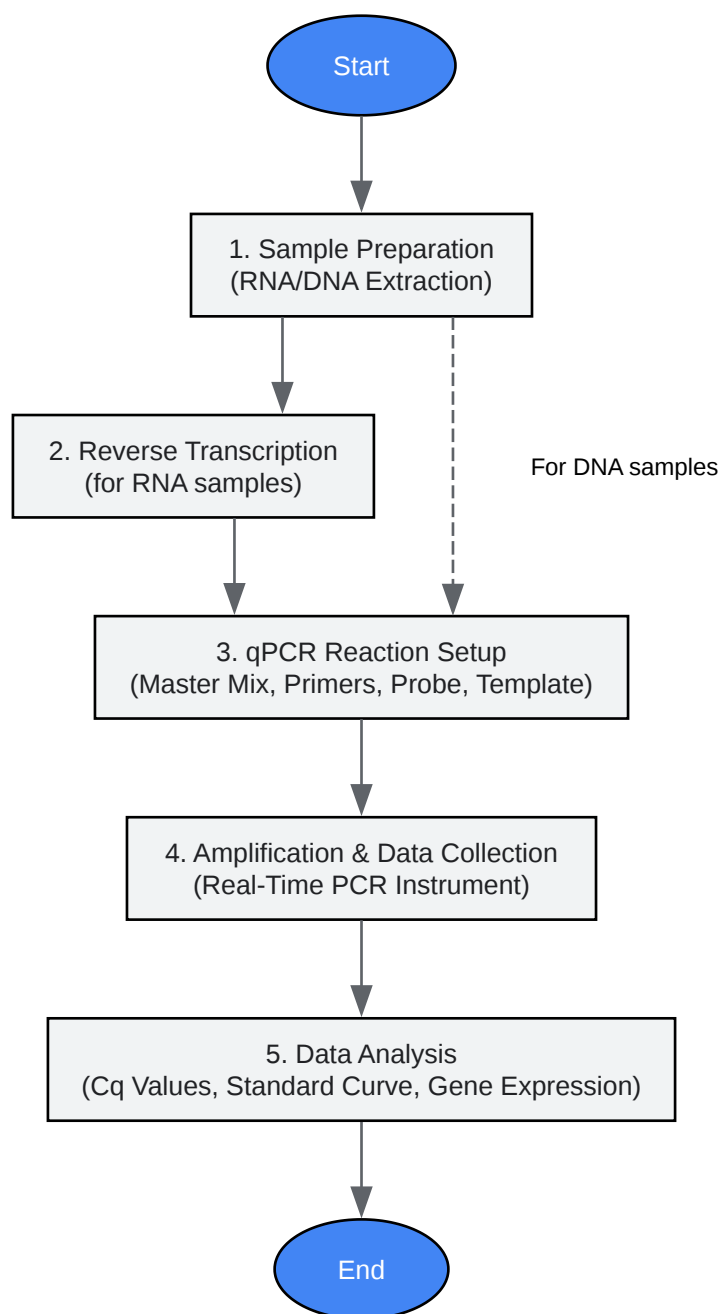 Start
1. Sample Preparation
(RNA/DNA Extraction)
2. Reverse Transcription
(for RNA samples)
For DNA samples
3. qPCR Reaction Setup
(Master Mix, Primers, Probe, Template)
4. Amplification & Data Collection
(Real-Time PCR Instrument)
5. Data Analysis
(Cq Values, Standard Curve, Gene Expression)
End